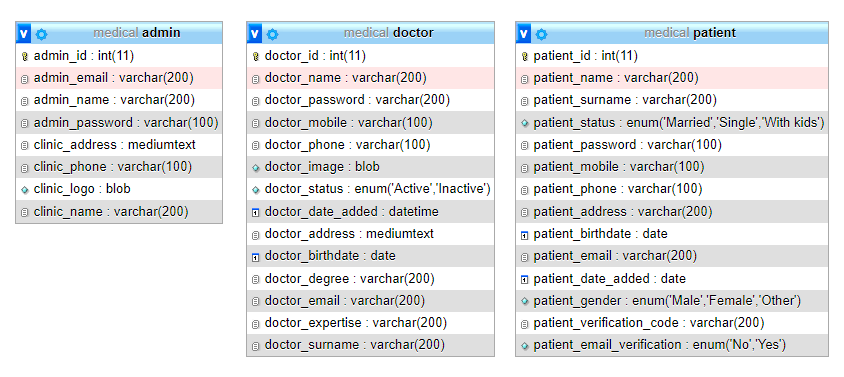 v medical admin
admin_id : int(11)
admin_email : varchar(200)
admin_name : varchar(200)
admin_password : varchar(100)
clinic_address : mediumtext
clinic_phone : varchar(100)
clinic_logo : blob
clinic_name : varchar(200)
v medical doctor
doctor_id : int(11)
doctor_name : varchar(200)
doctor_password : varchar(200)
doctor_mobile : varchar(100)
doctor_phone : varchar(100)
doctor_image : blob
doctor_status : enum('Active','Inactive')
doctor_date_added : datetime
doctor_address : mediumtext
doctor_birthdate : date
doctor_degree : varchar(200)
doctor_email : varchar(200)
doctor_expertise : varchar(200)
doctor_surname : varchar(200)
v medical patient
patient_id : int(11)
patient_name : varchar(200)
patient_surname : varchar(200)
patient_status : enum('Married','Single','With kids')
patient_password : varchar(100)
patient_mobile : varchar(100)
patient_phone : varchar(100)
patient_address : varchar(200)
patient_birthdate : date
patient_email : varchar(200)
patient_date_added : date
patient_gender : enum('Male','Female','Other')
patient_verification_code : varchar(200)
patient_email_verification : enum('No','Yes')